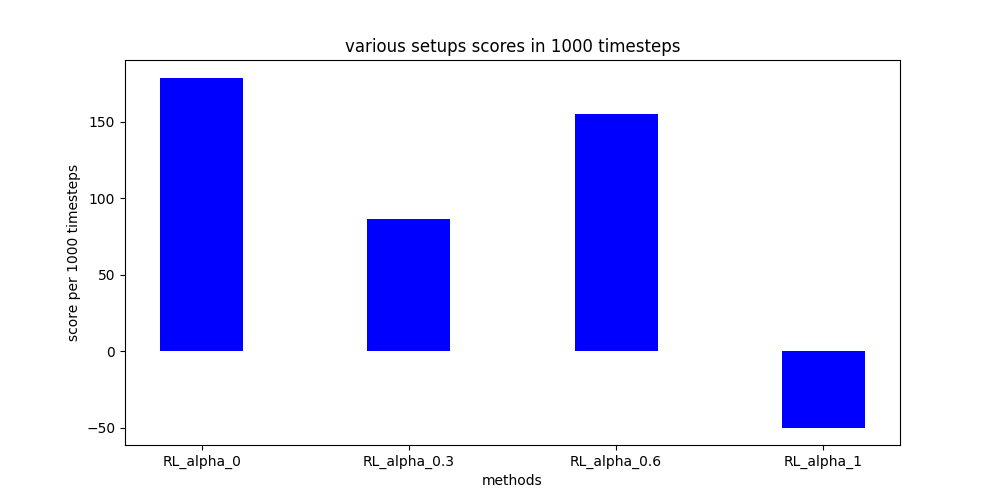 various setups scores in 1000 timesteps
score per 1000 timesteps
150
100
50
0
−50
RL_alpha_0 RL_alpha_0.3 RL_alpha_0.6 RL_alpha_1
methods